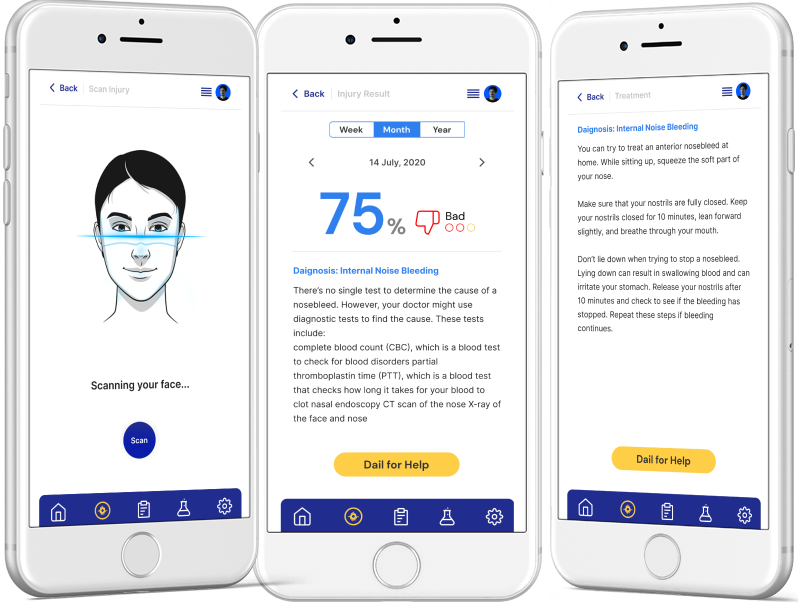 Back
Scan Injury
Scanning your face...
Scan
Back
Injury Result
Week
Month
Year
14 July, 2020
75%
Bad
Daignosis: Internal Noise Bleeding
There's no single test to determine the cause of a
nosebleed. However, your doctor might use
diagnostic tests to find the cause. These tests
include:
complete blood count (CBC), which is a blood test
to check for blood disorders partial
thromboplastin time (PTT), which is a blood test
that checks how long it takes for your blood to
clot nasal endoscopy CT scan of the nose X-ray of
the face and nose
Dail for Help
Back
Treatment
Daignosis: Internal Noise Bleeding
You can try to treat an anterior nosebleed at
home. While sitting up, squeeze the soft part of
your nose.
Make sure that your nostrils are fully closed. Keep
your nostrils closed for 10 minutes, lean forward
slightly, and breathe through your mouth.
Don't lie down when trying to stop a nosebleed.
Lying down can result in swallowing blood and can
irritate your stomach. Release your nostrils after
10 minutes and check to see if the bleeding has
stopped. Repeat these steps if bleeding
continues.
Dail for Help